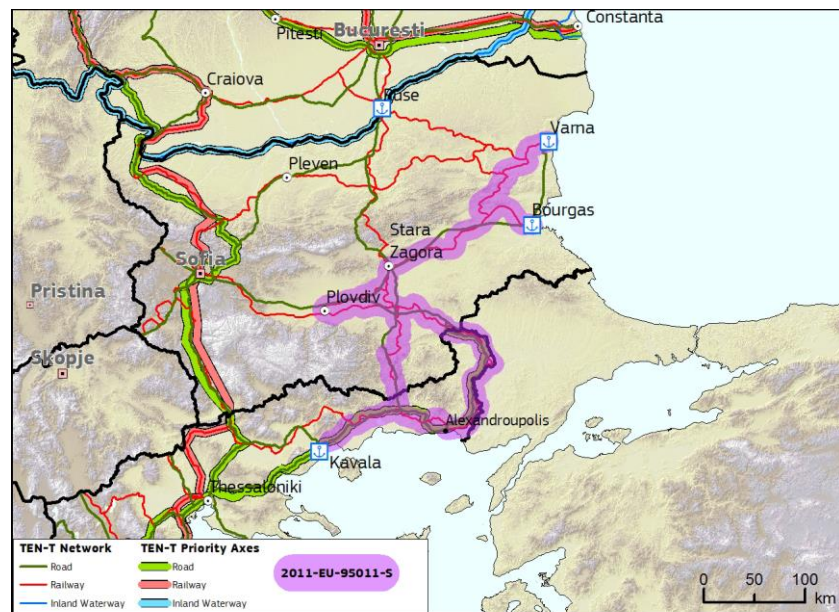 Constanta
Bucuresti
Pitesti
Craiova
Ruse
Varna
Pleven
Bourgas
Stara
Zagora
Sofia
Plovdiv
Pristina
Skopje
Alexandroupolis
Kavala
Thessaloniki
TEN-T Network
Road
Railway
Inland Waterway
TEN-T Priority Axes
Road
Railway
Inland Waterway
2011-EU-95011-S
0 50 100
km